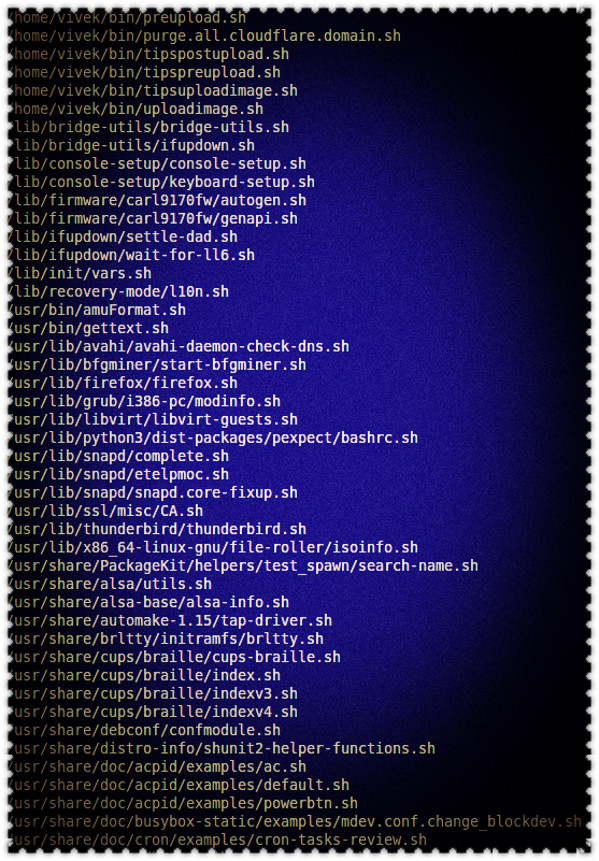 /home/vivek/bin/preupload.sh
/home/vivek/bin/purge.all.cloudflare.domain.sh
/home/vivek/bin/tipspostupload.sh
/home/vivek/bin/tipspreupload.sh
/home/vivek/bin/tipsuploadimage.sh
/home/vivek/bin/uploadimage.sh
/lib/bridge-utils/bridge-utils.sh
/lib/bridge-utils/ifupdown.sh
/lib/console-setup/console-setup.sh
/lib/console-setup/keyboard-setup.sh
/lib/firmware/carl9170fw/autogen.sh
/lib/firmware/carl9170fw/genapi.sh
/lib/ifupdown/settle-dad.sh
/lib/ifupdown/wait-for-ll6.sh
/lib/init/vars.sh
/lib/recovery-mode/l10n.sh
/usr/bin/amuFormat.sh
/usr/bin/gettext.sh
/usr/lib/avahi/avahi-daemon-check-dns.sh
/usr/lib/bfgminer/start-bfgminer.sh
/usr/lib/firefox/firefox.sh
/usr/lib/grub/i386-pc/modinfo.sh
/usr/lib/libvirt/libvirt-guests.sh
/usr/lib/python3/dist-packages/pexpect/bashrc.sh
/usr/lib/snapd/complete.sh
/usr/lib/snapd/etelpmoc.sh
/usr/lib/snapd/snapd.core-fixup.sh
/usr/lib/ssl/misc/CA.sh
/usr/lib/thunderbird/thunderbird.sh
/usr/lib/x86_64-linux-gnu/file-roller/isoinfo.sh
/usr/share/PackageKit/helpers/test_spawn/search-name.sh
/usr/share/alsa/utils.sh
/usr/share/alsa-base/alsa-info.sh
/usr/share/automake-1.15/tap-driver.sh
/usr/share/brltty/initramfs/brltty.sh
/usr/share/cups/braille/cups-braille.sh
/usr/share/cups/braille/index.sh
/usr/share/cups/braille/indexv3.sh
/usr/share/cups/braille/indexv4.sh
/usr/share/debconf/confmodule.sh
/usr/share/distro-info/shunit2-helper-functions.sh
/usr/share/doc/acpid/examples/ac.sh
/usr/share/doc/acpid/examples/default.sh
/usr/share/doc/acpid/examples/powerbtn.sh
/usr/share/doc/busybox-static/examples/mdev.conf.change_blockdev.sh
/usr/share/doc/cron/examples/cron-tasks-review.sh